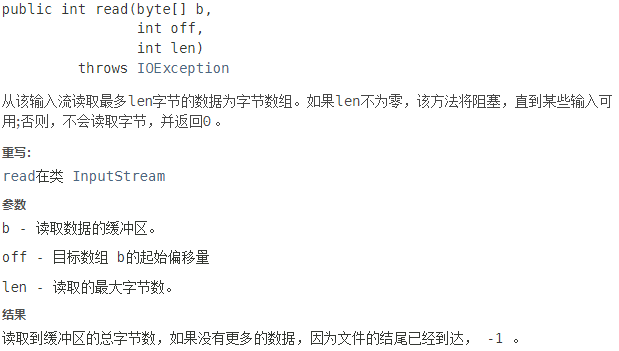 public int read(byte[] b,
int off,
int len)
throws IOException
从该输入流读取最多len字节的数据为字节数组。如果len不为零，该方法将阻塞，直到某些输入可
用;否则，不会读取字节，并返回0 。
重写:
read在类 InputStream
参数
b - 读取数据的缓冲区。
off - 目标数组 b的起始偏移量
len - 读取的最大字节数。
结果
读取到缓冲区的总字节数，如果没有更多的数据，因为文件的结尾已经到达， -1 。